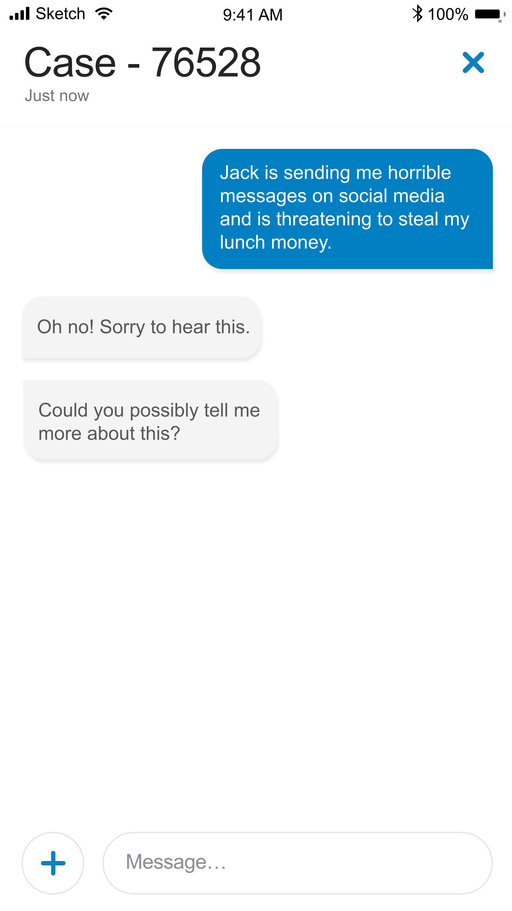 Sketch 9:41 AM 100%
Case - 76528
Just now
Jack is sending me horrible
messages on social media
and is threatening to steal my
lunch money.
Oh no! Sorry to hear this.
Could you possibly tell me
more about this?
Message...